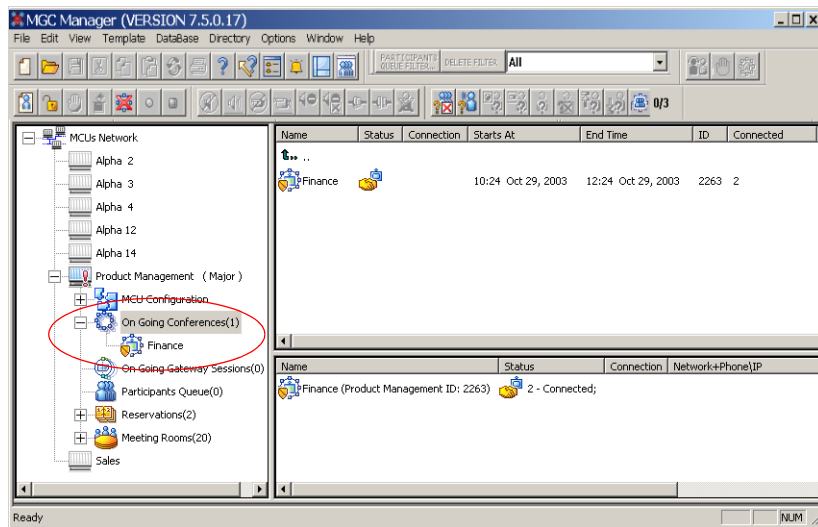 MGC Manager (VERSION 7.5.0.17)
File Edit View Template DataBase Directory Options Window Help
PARTICIPANTS QUEUE FILTER... DELETE FILTER All
0/3
MCUs Network
Alpha 2
Alpha 3
Alpha 4
Alpha 12
Alpha 14
Product Management ( Major )
MCU Configuration
On Going Conferences(1)
Finance
On Going Gateway Sessions(0)
Participants Queue(0)
Reservations(2)
Meeting Rooms(20)
Sales
Name Status Connection Starts At End Time ID Connected
..
Finance 10:24 Oct 29, 2003 12:24 Oct 29, 2003 2263 2
Name Status Connection Network+Phone\IP
Finance (Product Management ID: 2263) 2 - Connected;
Ready NUM